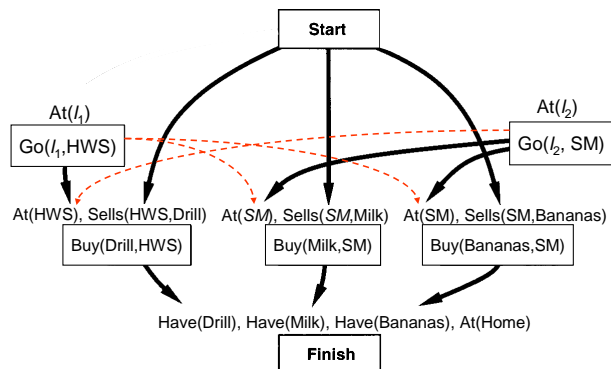 Start
At(l₁)
At(l₂)
Go(l₁,HWS)
Go(l₂, SM)
At(HWS), Sells(HWS,Drill)
At(SM), Sells(SM,Milk)
At(SM), Sells(SM,Bananas)
Buy(Drill,HWS)
Buy(Milk,SM)
Buy(Bananas,SM)
Have(Drill), Have(Milk), Have(Bananas), At(Home)
Finish